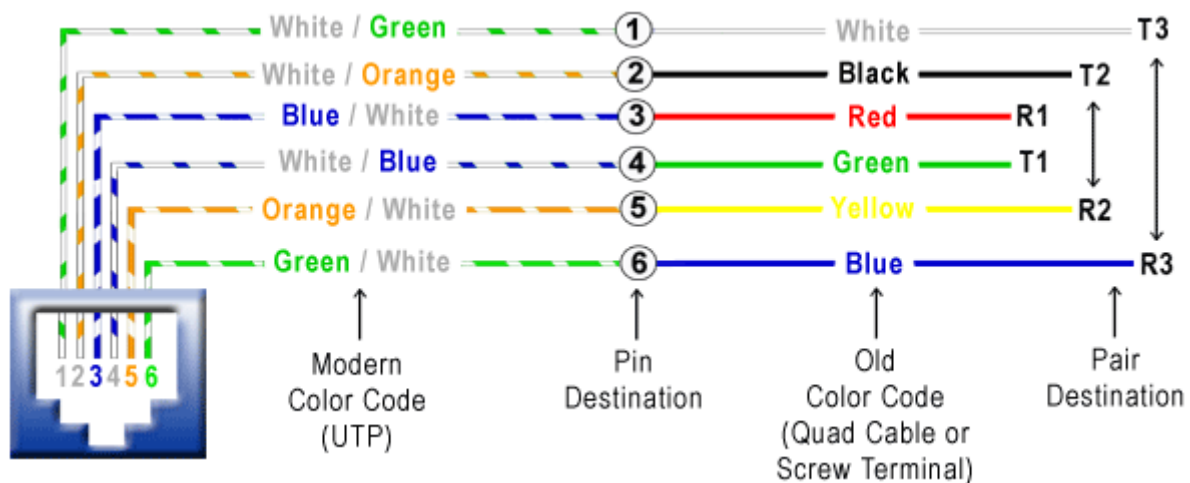 White / Green 1 White T3
White / Orange 2 Black T2
Blue / White 3 Red R1
White / Blue 4 Green T1
Orange / White 5 Yellow R2
Green / White 6 Blue R3
1 2 3 4 5 6
Modern
Color Code
(UTP)
Pin
Destination
Old
Color Code
(Quad Cable or
Screw Terminal)
Pair
Destination